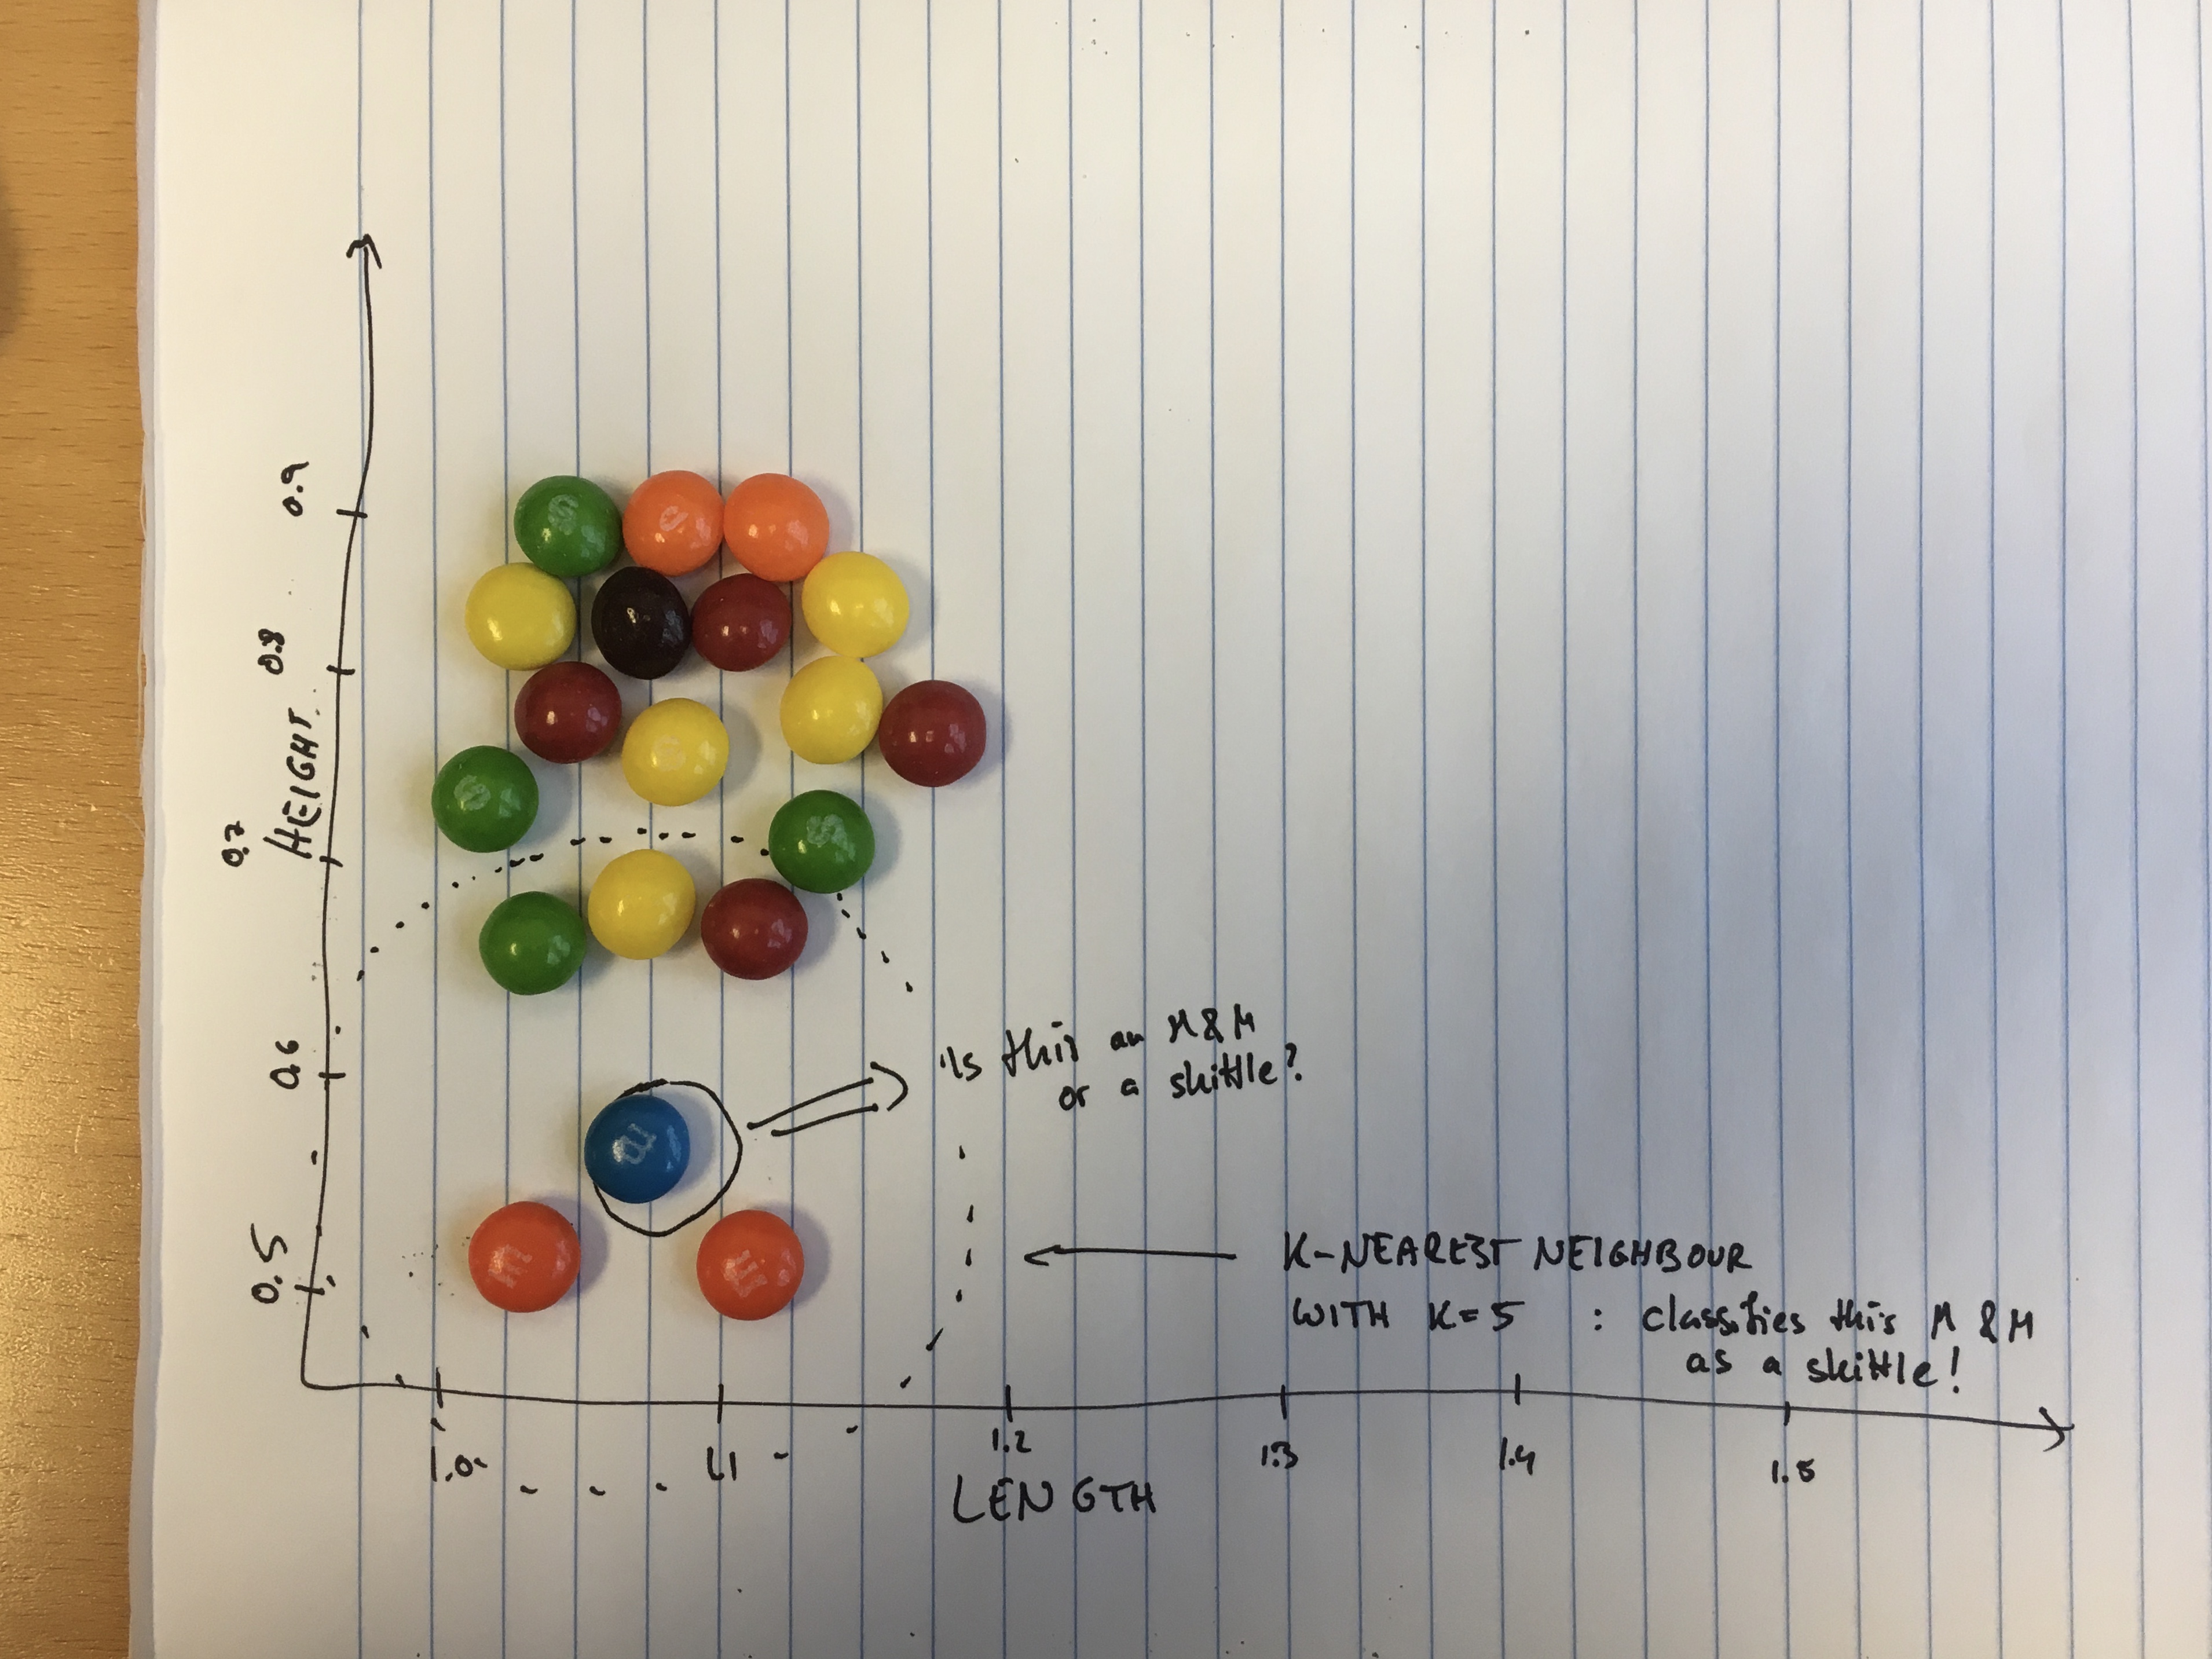 0.9
0.8
HEIGHT
0.7
0.6
0.5
is this an M&M
or a skittle?
K-NEAREST NEIGHBOUR
WITH K=5 : classifies this M&M
as a skittle!
1.0
1.1
1.2
1.3
1.4
1.5
LENGTH
S
S
S
S
S
m
m
m